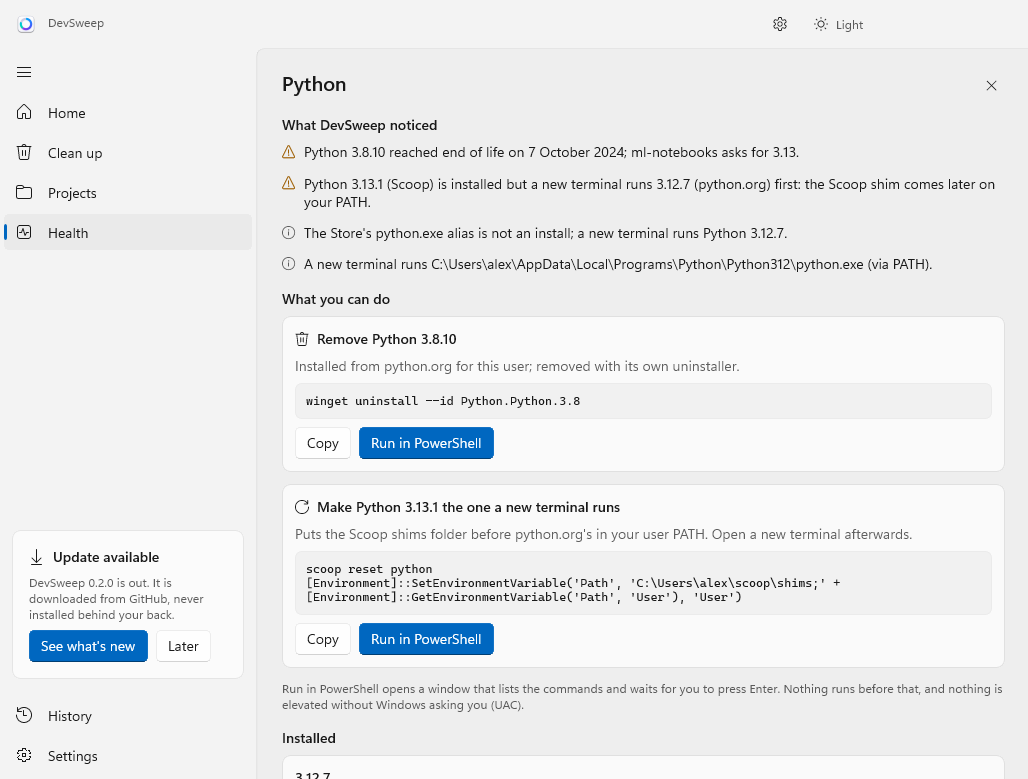 DevSweep
Light
Home
Clean up
Projects
Health
Python
What DevSweep noticed
Python 3.8.10 reached end of life on 7 October 2024; ml-notebooks asks for 3.13.
Python 3.13.1 (Scoop) is installed but a new terminal runs 3.12.7 (python.org) first: the Scoop shim comes later on
your PATH.
The Store's python.exe alias is not an install; a new terminal runs Python 3.12.7.
A new terminal runs C:\Users\alex\AppData\Local\Programs\Python\Python312\python.exe (via PATH).
What you can do
Remove Python 3.8.10
Installed from python.org for this user; removed with its own uninstaller.
winget uninstall --id Python.Python.3.8
Copy
Run in PowerShell
Make Python 3.13.1 the one a new terminal runs
Puts the Scoop shims folder before python.org's in your user PATH. Open a new terminal afterwards.
scoop reset python
[Environment]::SetEnvironmentVariable('Path', 'C:\Users\alex\scoop\shims;' +
[Environment]::GetEnvironmentVariable('Path', 'User'), 'User')
Copy
Run in PowerShell
Run in PowerShell opens a window that lists the commands and waits for you to press Enter. Nothing runs before that, and nothing is
elevated without Windows asking you (UAC).
Installed
3.12.7
Update available
DevSweep 0.2.0 is out. It is
downloaded from GitHub, never
installed behind your back.
See what's new
Later
History
Settings